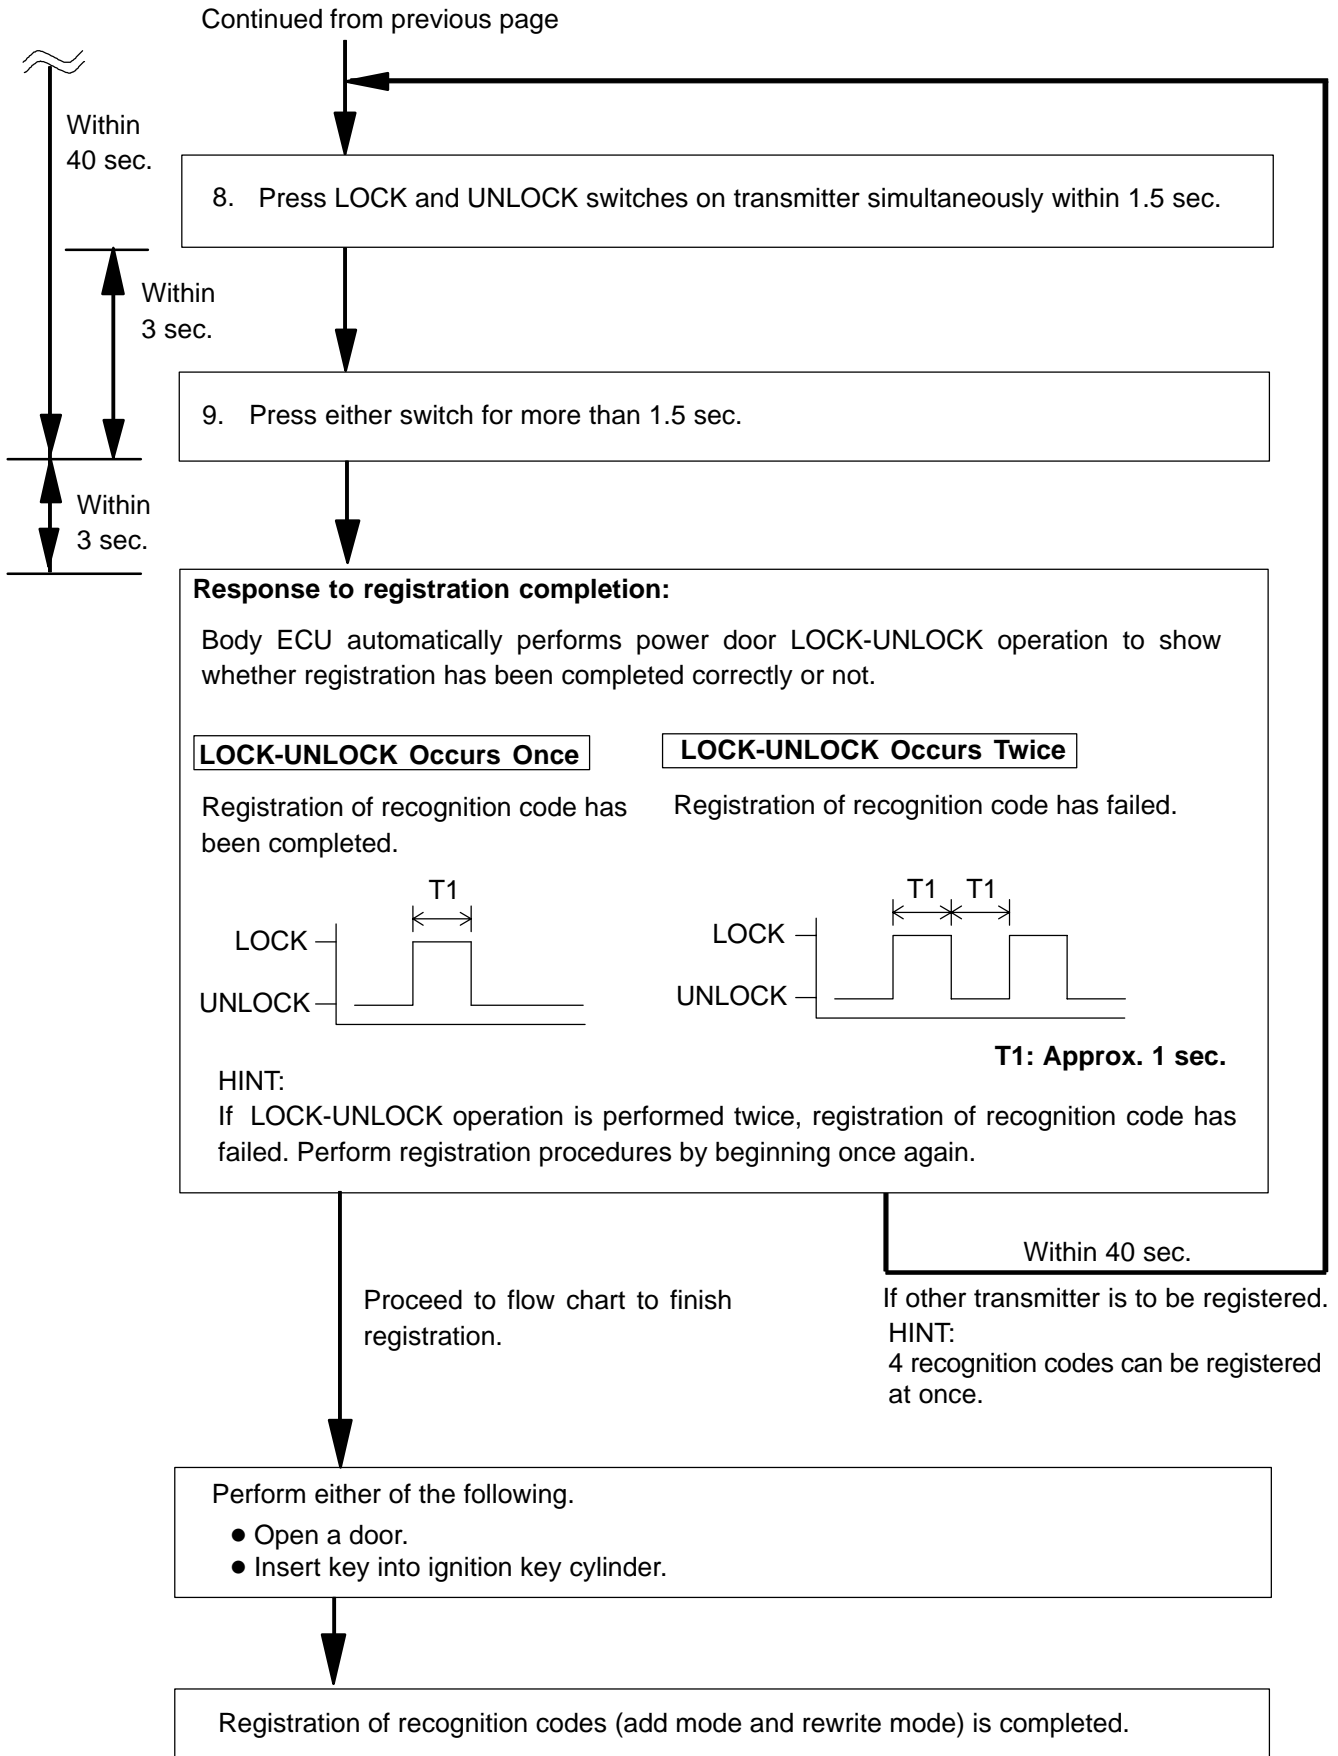 Continued from previous page
Within
40 sec.
8. Press LOCK and UNLOCK switches on transmitter simultaneously within 1.5 sec.
Within
3 sec.
9. Press either switch for more than 1.5 sec.
Within
3 sec.
Response to registration completion:
Body ECU automatically performs power door LOCK-UNLOCK operation to show
whether registration has been completed correctly or not.
LOCK-UNLOCK Occurs Once
Registration of recognition code has
been completed.
T1
LOCK
UNLOCK
LOCK-UNLOCK Occurs Twice
Registration of recognition code has failed.
T1 T1
LOCK
UNLOCK
T1: Approx. 1 sec.
HINT:
If LOCK-UNLOCK operation is performed twice, registration of recognition code has
failed. Perform registration procedures by beginning once again.
Within 40 sec.
If other transmitter is to be registered.
HINT:
4 recognition codes can be registered
at once.
Proceed to flow chart to finish
registration.
Perform either of the following.
● Open a door.
● Insert key into ignition key cylinder.
Registration of recognition codes (add mode and rewrite mode) is completed.